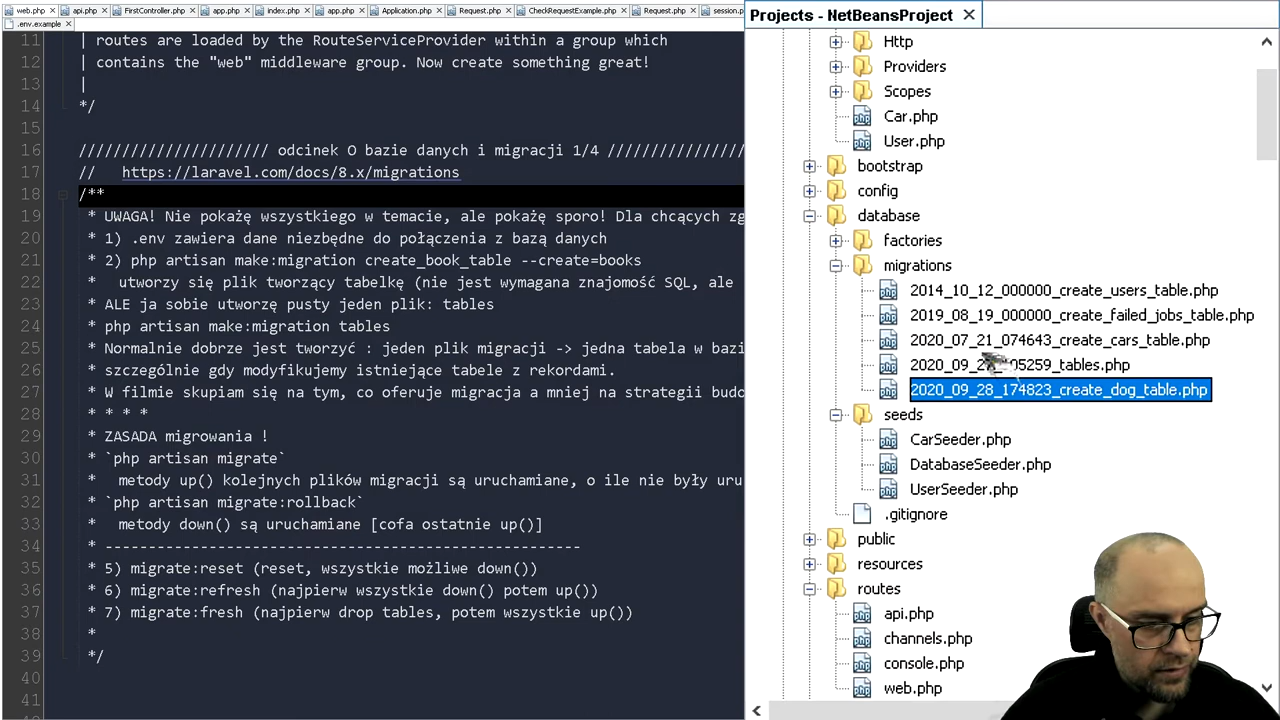 web.php
api.php
FirstController.php
app.php
index.php
app.php
Application.php
Request.php
CheckRequestExample.php
Request.php
session.p
.env.example
11 | routes are loaded by the RouteServiceProvider within a group which
12 | contains the "web" middleware group. Now create something great!
13 |
14 */
15
16 ///////////////////// odcinek O bazie danych i migracji 1/4 /////////////////
17 // https://laravel.com/docs/8.x/migrations
18 /**
19 * UWAGA! Nie pokażę wszystkiego w temacie, ale pokażę sporo! Dla chcących zg
20 * 1) .env zawiera dane niezbędne do połączenia z bazą danych
21 * 2) php artisan make:migration create_book_table --create=books
22 * utworzy się plik tworzący tabelkę (nie jest wymagana znajomość SQL, ale
23 * ALE ja sobie utworzę pusty jeden plik: tables
24 * php artisan make:migration tables
25 * Normalnie dobrze jest tworzyć : jeden plik migracji -> jedna tabela w bazi
26 * szczególnie gdy modyfikujemy istniejące tabele z rekordami.
27 * W filmie skupiam się na tym, co oferuje migracja a mniej na strategii budo
28 * * * *
29 * ZASADA migrowania !
30 * `php artisan migrate`
31 * metody up() kolejnych plików migracji są uruchamiane, o ile nie były uru
32 * `php artisan migrate:rollback`
33 * metody down() są uruchamiane [cofa ostatnie up()]
34 * ------------------------------------------------------
35 * 5) migrate:reset (reset, wszystkie możliwe down())
36 * 6) migrate:refresh (najpierw wszystkie down() potem up())
37 * 7) migrate:fresh (najpierw drop tables, potem wszystkie up())
38 *
39 */
40
41
Projects - NetBeansProject
Http
Providers
Scopes
Car.php
User.php
bootstrap
config
database
factories
migrations
2014_10_12_000000_create_users_table.php
2019_08_19_000000_create_failed_jobs_table.php
2020_07_21_074643_create_cars_table.php
_tables.php
2020_09_28_174823_create_dog_table.php
seeds
CarSeeder.php
DatabaseSeeder.php
UserSeeder.php
.gitignore
public
resources
routes
api.php
channels.php
console.php
web.php